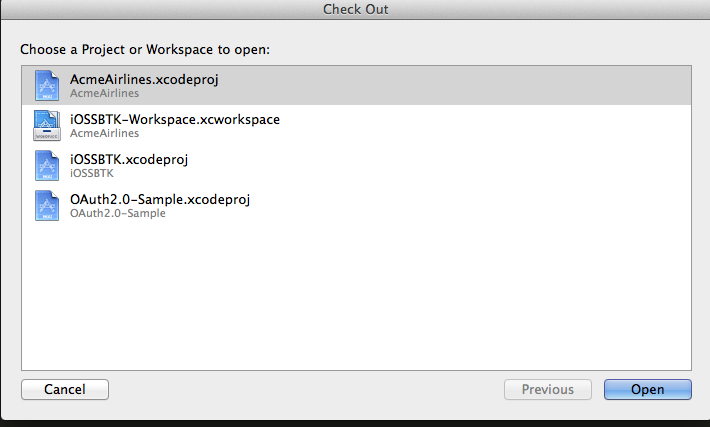 Check Out
Choose a Project or Workspace to open:
AcmeAirlines.xcodeproj
AcmeAirlines
iOSSBTK-Workspace.xcworkspace
AcmeAirlines
iOSSBTK.xcodeproj
iOSSBTK
OAuth2.0-Sample.xcodeproj
OAuth2.0-Sample
Cancel
Previous
Open